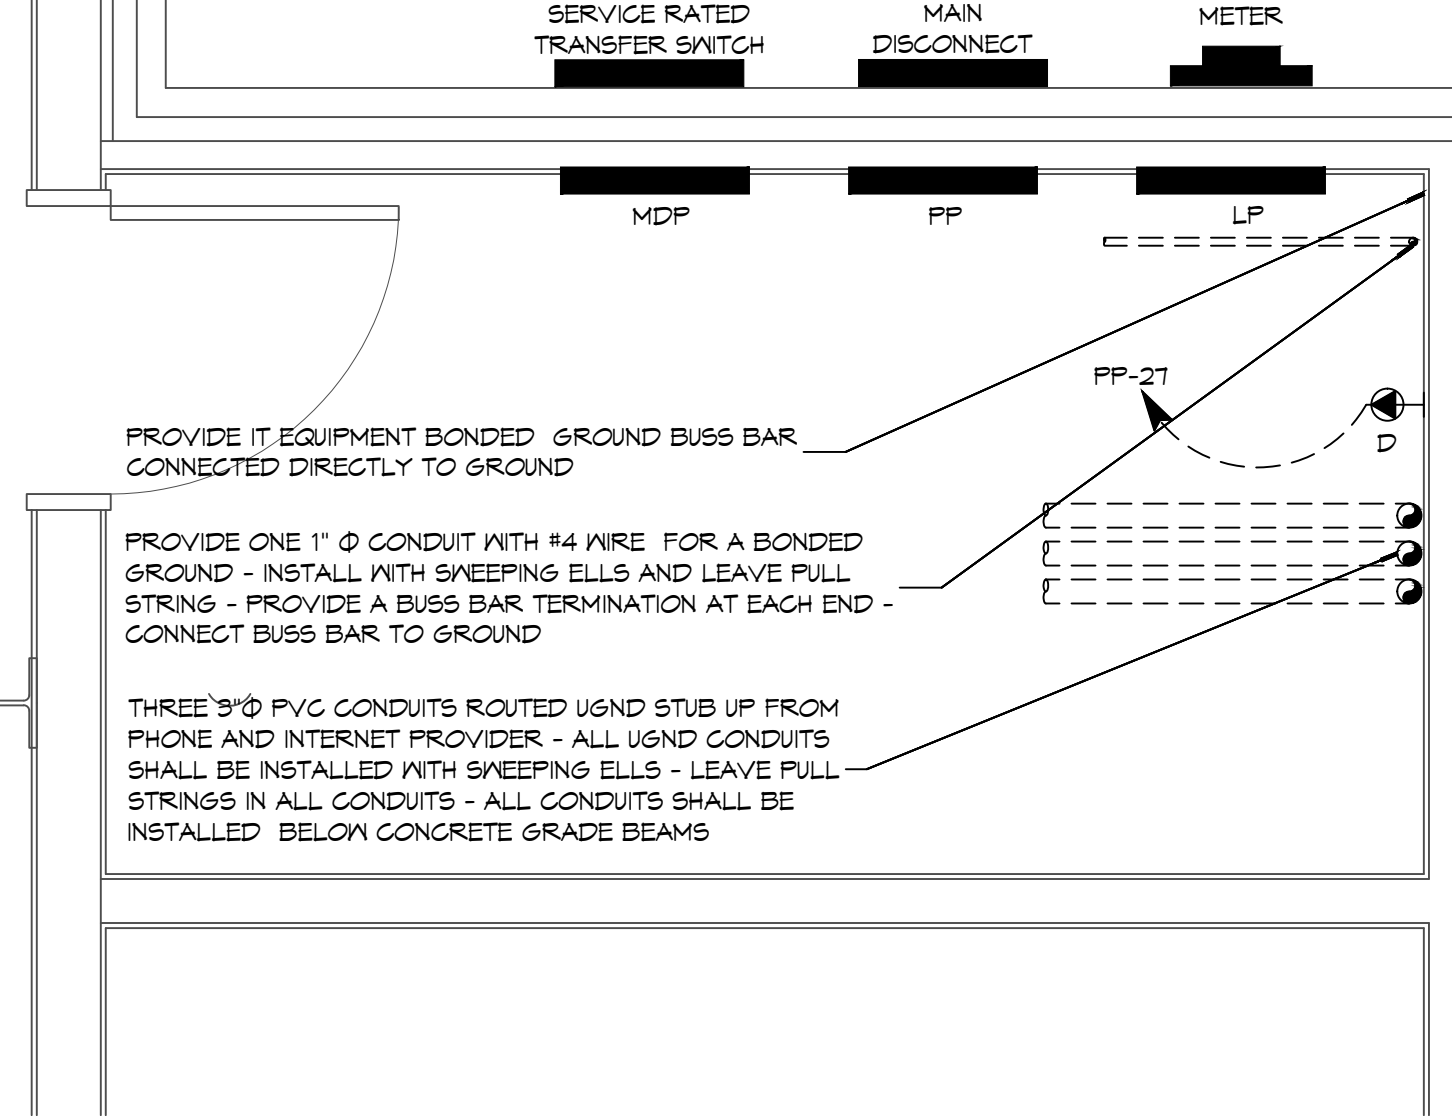 SERVICE RATED
TRANSFER SWITCH
MAIN
DISCONNECT
METER
MDP
PP
LP
PP-27
D
PROVIDE IT EQUIPMENT BONDED GROUND BUSS BAR
CONNECTED DIRECTLY TO GROUND
PROVIDE ONE 1" Φ CONDUIT WITH #4 WIRE FOR A BONDED
GROUND - INSTALL WITH SWEEPING ELLS AND LEAVE PULL
STRING - PROVIDE A BUSS BAR TERMINATION AT EACH END -
CONNECT BUSS BAR TO GROUND
THREE 3"Φ PVC CONDUITS ROUTED UGND STUB UP FROM
PHONE AND INTERNET PROVIDER - ALL UGND CONDUITS
SHALL BE INSTALLED WITH SWEEPING ELLS - LEAVE PULL
STRINGS IN ALL CONDUITS - ALL CONDUITS SHALL BE
INSTALLED BELOW CONCRETE GRADE BEAMS